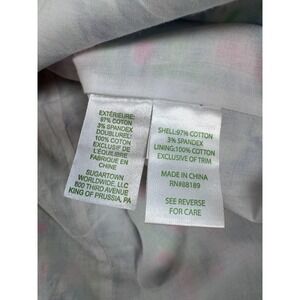 EXTÉRIEURE:
97% COTON
3% SPANDEX
DOUBLURE:
100% COTON
EXCLUSIF DE
L'ÉQUILIBRE
FABRIQUÉ EN
CHINE
SUGARTOWN
WORLDWIDE, LLC
800 THIRD AVENUE
KING OF PRUSSIA, PA
SHELL:97% COTTON
3% SPANDEX
LINING:100% COTTON
EXCLUSIVE OF TRIM
MADE IN CHINA
RN#88189
SEE REVERSE
FOR CARE